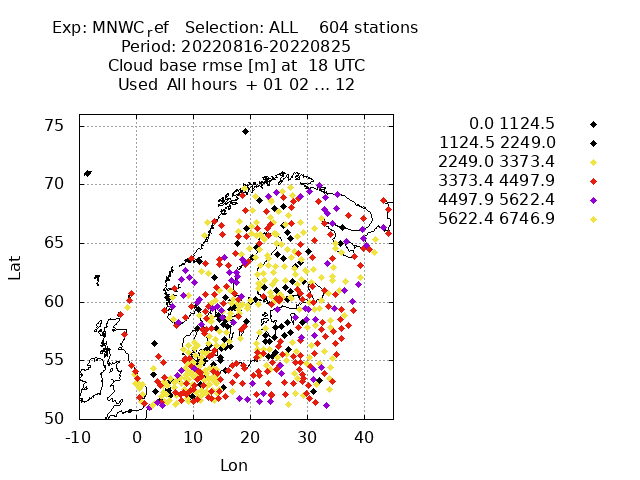 Exp: MNWCref Selection: ALL 604 stations
Period: 20220816-20220825
Cloud base rmse [m] at 18 UTC
Used All hours + 01 02 ... 12
0.0 1124.5
1124.5 2249.0
2249.0 3373.4
3373.4 4497.9
4497.9 5622.4
5622.4 6746.9
75
70
65
60
55
50
Lat
-10 0 10 20 30 40
Lon